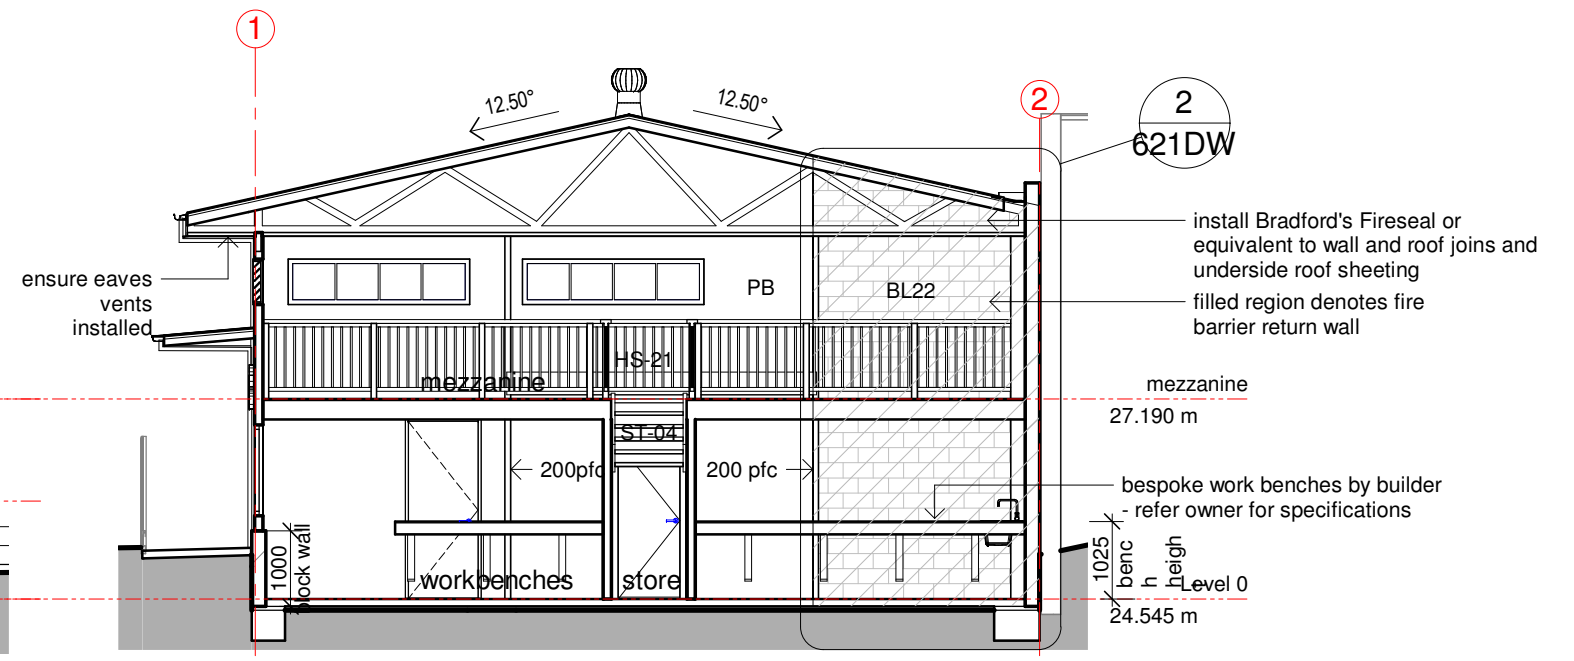 1
12.50°
12.50°
2
2
621DW
install Bradford's Fireseal or
equivalent to wall and roof joins and
underside roof sheeting
ensure eaves
vents
installed
PB
BL22
filled region denotes fire
barrier return wall
HS-21
mezzanine
mezzanine
27.190 m
ST-04
200pfc
200 pfc
bespoke work benches by builder
- refer owner for specifications
1000
block wall
1025
benc
h
heigh
workbenches
store
Level 0
24.545 m